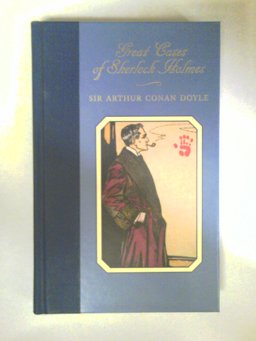 Great Cases
of Sherlock Holmes
SIR ARTHUR CONAN DOYLE